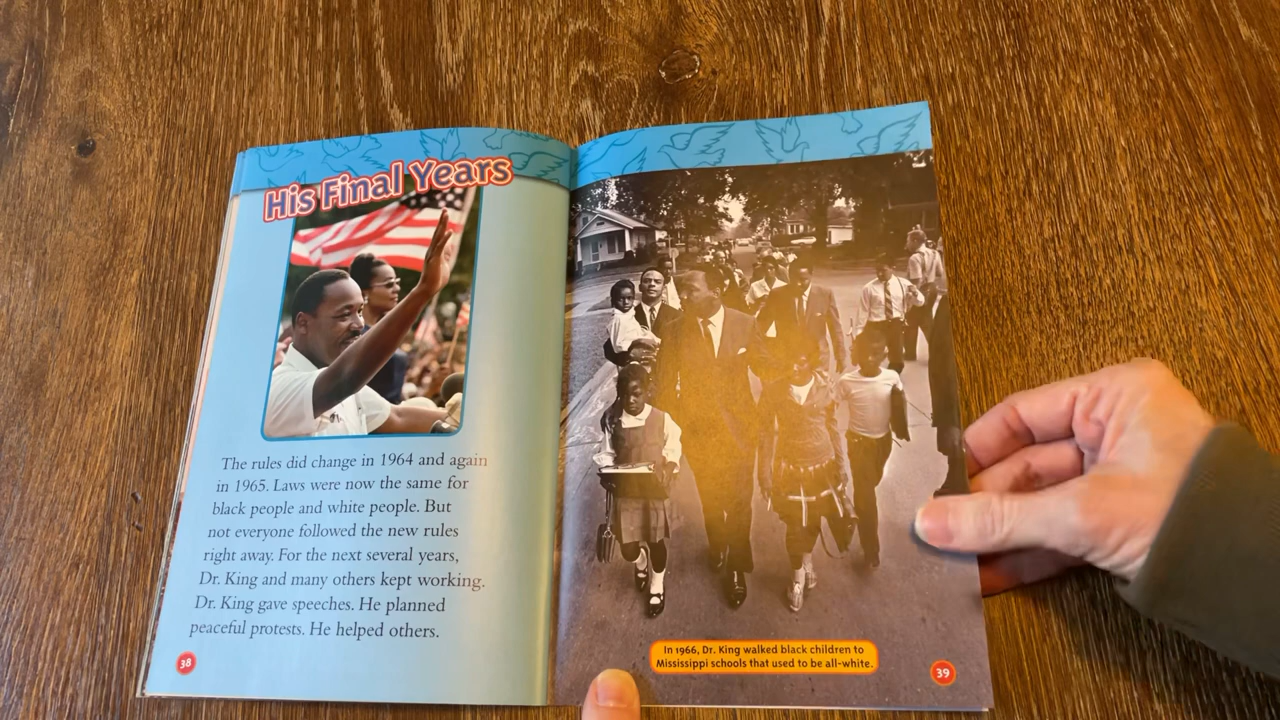 His Final Years
The rules did change in 1964 and again
in 1965. Laws were now the same for
black people and white people. But
not everyone followed the new rules
right away. For the next several years,
Dr. King and many others kept working.
Dr. King gave speeches. He planned
peaceful protests. He helped others.
38
In 1966, Dr. King walked black children to
Mississippi schools that used to be all-white.
39